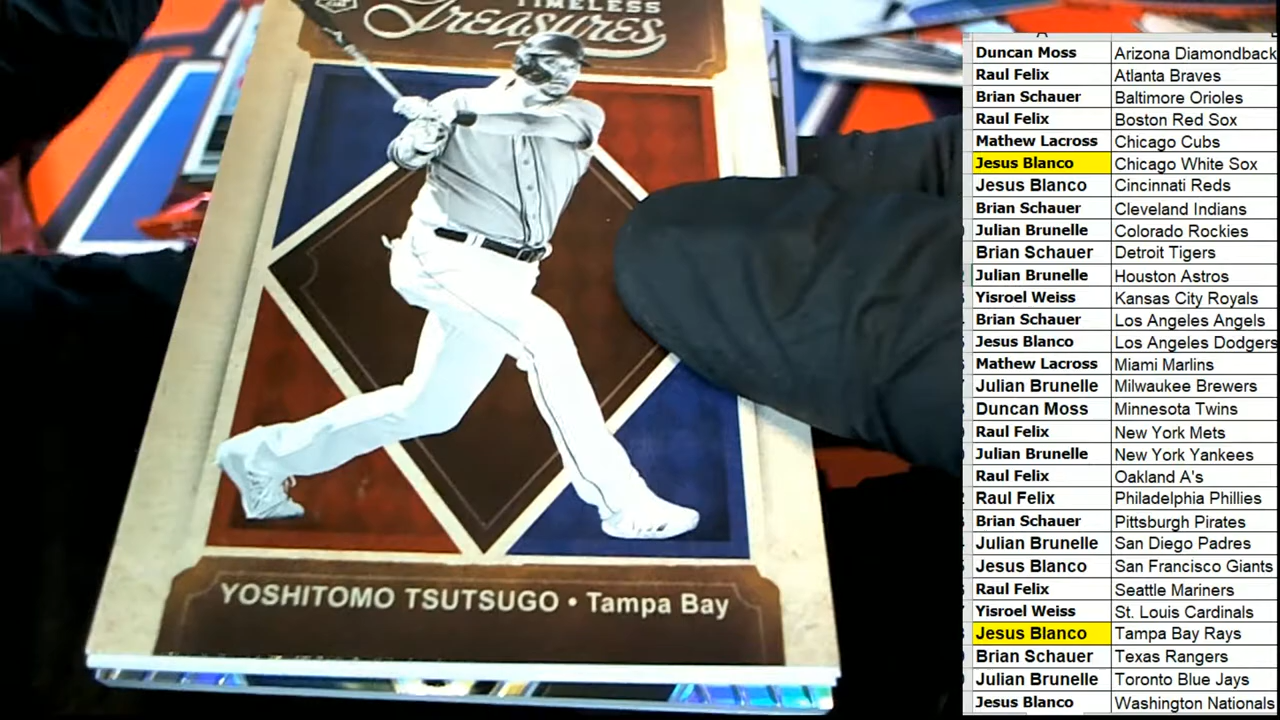 TIMELESS
Treasures
YOSHITOMO TSUTSUGO • Tampa Bay
Duncan Moss Arizona Diamondback
Raul Felix Atlanta Braves
Brian Schauer Baltimore Orioles
Raul Felix Boston Red Sox
Mathew Lacross Chicago Cubs
Jesus Blanco Chicago White Sox
Jesus Blanco Cincinnati Reds
Brian Schauer Cleveland Indians
Julian Brunelle Colorado Rockies
Brian Schauer Detroit Tigers
Julian Brunelle Houston Astros
Yisroel Weiss Kansas City Royals
Brian Schauer Los Angeles Angels
Jesus Blanco Los Angeles Dodgers
Mathew Lacross Miami Marlins
Julian Brunelle Milwaukee Brewers
Duncan Moss Minnesota Twins
Raul Felix New York Mets
Julian Brunelle New York Yankees
Raul Felix Oakland A's
Raul Felix Philadelphia Phillies
Brian Schauer Pittsburgh Pirates
Julian Brunelle San Diego Padres
Jesus Blanco San Francisco Giants
Raul Felix Seattle Mariners
Yisroel Weiss St. Louis Cardinals
Jesus Blanco Tampa Bay Rays
Brian Schauer Texas Rangers
Julian Brunelle Toronto Blue Jays
Jesus Blanco Washington Nationals